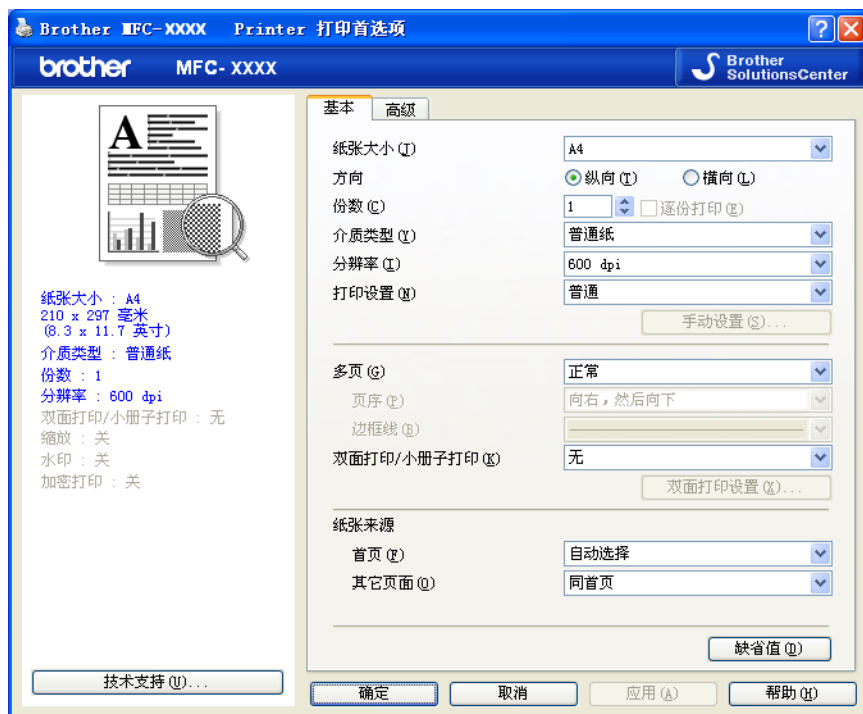 Brother MFC-XXXX Printer 打印首选项
brother MFC- XXXX
Brother
SolutionsCenter
基本 高级
A
纸张大小 : A4
210 x 297 毫米
(8.3 x 11.7 英寸)
介质类型 : 普通纸
份数 : 1
分辨率 : 600 dpi
双面打印/小册子打印 : 无
缩放 : 关
水印 : 关
加密打印 : 关
技术支持(U)...
纸张大小(J) A4
方向 纵向(T) 横向(L)
份数(C) 1 逐份打印(E)
介质类型(Y) 普通纸
分辨率(I) 600 dpi
打印设置(N) 普通
手动设置(S)...
多页(G) 正常
页序(P) 向右，然后向下
边框线(B)
双面打印/小册子打印(K) 无
双面打印设置(X)...
纸张来源
首页(F) 自动选择
其它页面(O) 同首页
缺省值(D)
确定 取消 应用(A) 帮助(H)